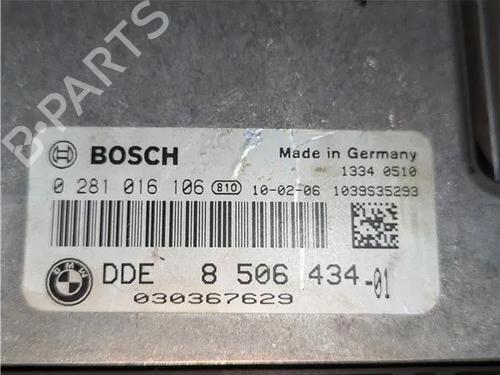 B-PARTS
BOSCH Made in Germany
1334 0510
0 281 016 106 810 10-02-06 1039S35293
BMW DDE 8 506 434-01
030367629